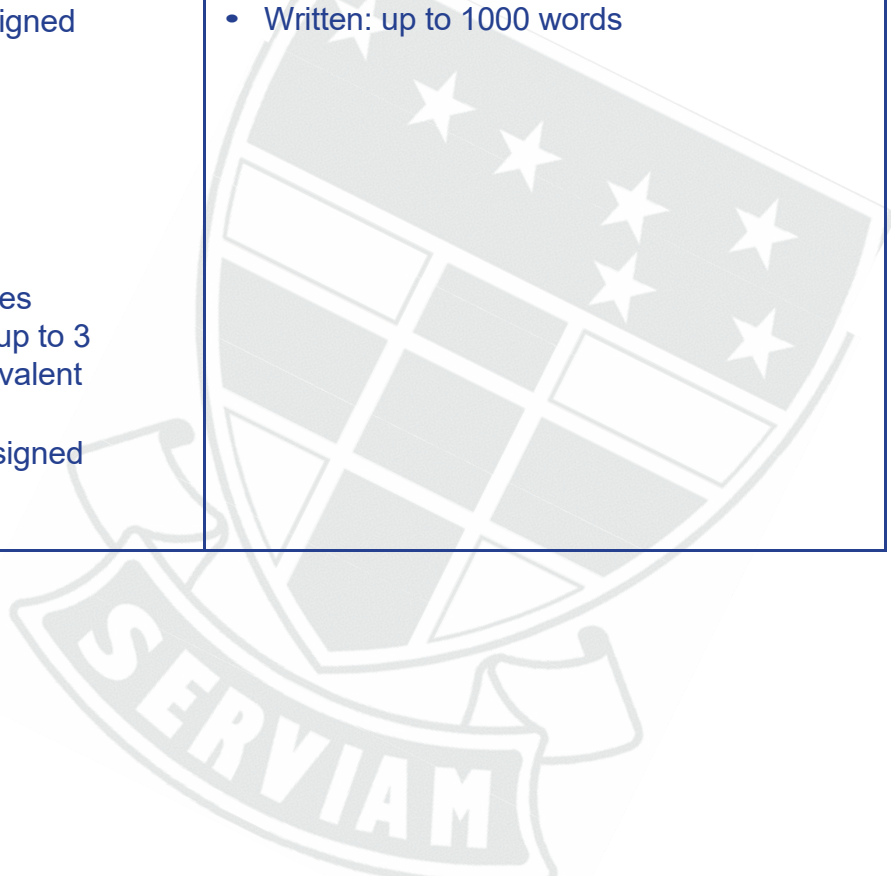 igned
• Written: up to 1000 words
es
up to 3
valent
signed
SERVIAM